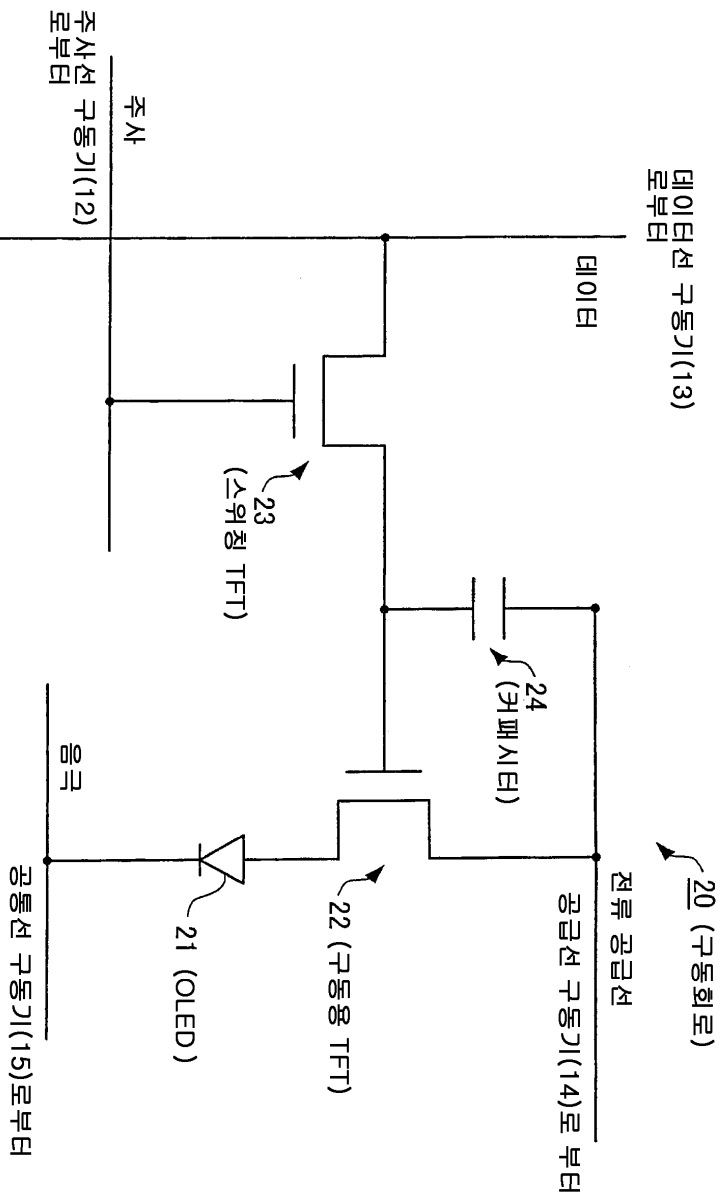 20 (구동회로)
데이터선 구동기(13)
로부터
데이터
전류 공급선
공급선 구동기(14)로 부터
24
(커패시터)
23
(스위칭 TFT)
22 (구동용 TFT)
21 (OLED)
주사
주사선 구동기(12)
로부터
음극
공통선 구동기(15)로부터